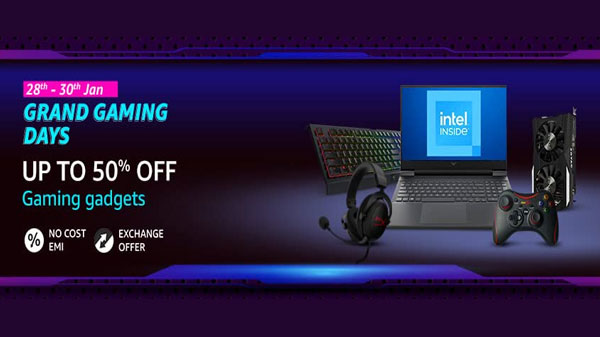 28th - 30th Jan
GRAND GAMING
DAYS
UP TO 50% OFF
Gaming gadgets
NO COST
EMI
EXCHANGE
OFFER
intel
INSIDE